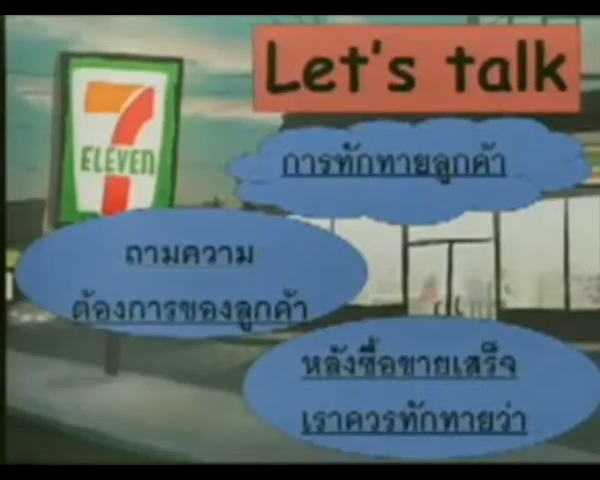 Let's talk
7
ELEVEN
การทักทายลูกค้า
ถามความ
ต้องการของลูกค้า
หลังซื้อขายเสร็จ
เราควรทักทายว่า